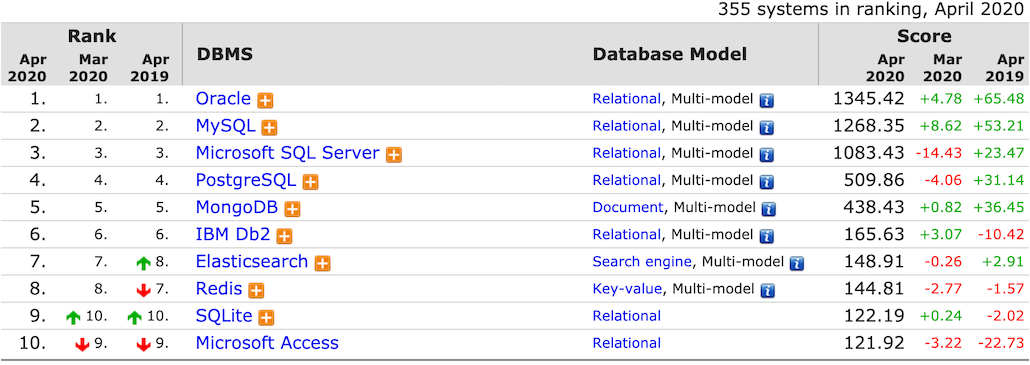 355 systems in ranking, April 2020
Rank DBMS Database Model Score
Apr 2020 Mar 2020 Apr 2019 Apr 2020 Mar 2020 Apr 2019
1. 1. 1. Oracle Relational, Multi-model 1345.42 +4.78 +65.48
2. 2. 2. MySQL Relational, Multi-model 1268.35 +8.62 +53.21
3. 3. 3. Microsoft SQL Server Relational, Multi-model 1083.43 -14.43 +23.47
4. 4. 4. PostgreSQL Relational, Multi-model 509.86 -4.06 +31.14
5. 5. 5. MongoDB Document, Multi-model 438.43 +0.82 +36.45
6. 6. 6. IBM Db2 Relational, Multi-model 165.63 +3.07 -10.42
7. 7. 8. Elasticsearch Search engine, Multi-model 148.91 -0.26 +2.91
8. 8. 7. Redis Key-value, Multi-model 144.81 -2.77 -1.57
9. 10. 10. SQLite Relational 122.19 +0.24 -2.02
10. 9. 9. Microsoft Access Relational 121.92 -3.22 -22.73